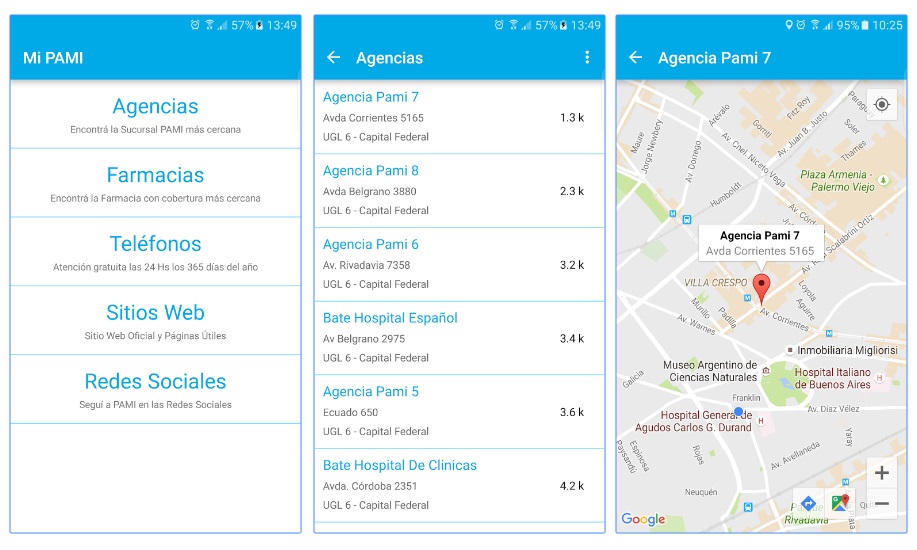 57% 13:49
Mi PAMI
Agencias
Encontrá la Sucursal PAMI más cercana
Farmacias
Encontrá la Farmacia con cobertura más cercana
Teléfonos
Atención gratuita las 24 Hs los 365 días del año
Sitios Web
Sitio Web Oficial y Páginas Útiles
Redes Sociales
Seguí a PAMI en las Redes Sociales
57% 13:49
Agencias
Agencia Pami 7
Avda Corrientes 5165
1.3 k
UGL 6 - Capital Federal
Agencia Pami 8
Avda Belgrano 3880
2.3 k
UGL 6 - Capital Federal
Agencia Pami 6
Av. Rivadavia 7358
3.2 k
UGL 6 - Capital Federal
Bate Hospital Español
Av Belgrano 2975
3.4 k
UGL 6 - Capital Federal
Agencia Pami 5
Ecuado 650
3.6 k
UGL 6 - Capital Federal
Bate Hospital De Clinicas
Avda. Córdoba 2351
4.2 k
UGL 6 - Capital Federal
95% 10:25
Agencia Pami 7
Maure
Jorge Newbery
Arévalo
Av. Dorrego
Gorriti
Fitz Roy
Av. Juan B. Justo
Soler
Thames
Av. Cnel. Niceto Vega
Humboldt
Plaza Armenia -
Palermo Viejo
Scalabrini Ortiz
Agencia Pami 7
Avda Corrientes 5165
VILLA CRESPO
Murillo
Padilla
Loyola
Aguirre
Av. Warnes
Av. Corrientes
Inmobiliaria Migliorisi
Museo Argentino de
Ciencias Naturales
Hospital Italiano
de Buenos Aires
Galicia
Franklin
Av. Díaz Vélez
Hospital General de
Agudos Carlos G. Durand
Paysandú
Espinosa
Rojas
Yatay
Av. Avellaneda
Neuquén
Parque
Rivadavia
Google